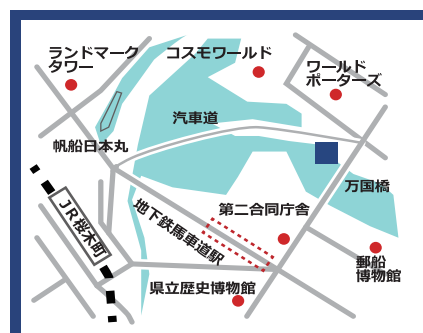 ランドマーク
タワー
コスモワールド
ワールド
ポーターズ
汽車道
帆船日本丸
万国橋
JR桜木町
地下鉄馬車道駅
第二合同庁舎
郵船
博物館
県立歴史博物館